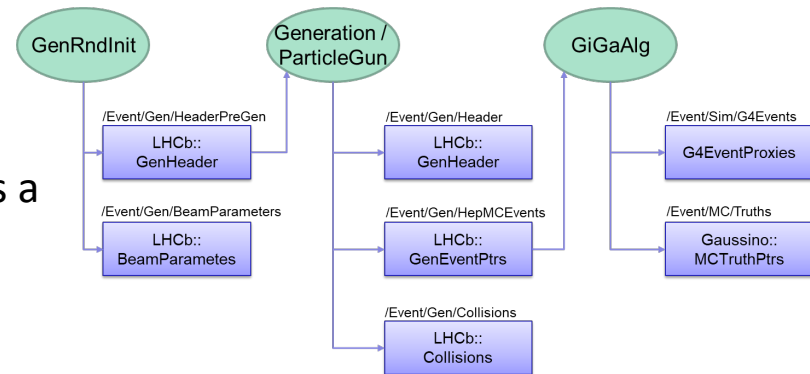 GenRndInit
Generation /
ParticleGun
GiGaAlg
/Event/Gen/HeaderPreGen
LHCb::
GenHeader
/Event/Gen/Header
LHCb::
GenHeader
/Event/Sim/G4Events
G4EventProxies
s a
/Event/Gen/BeamParameters
LHCb::
BeamParametes
/Event/Gen/HepMCEvents
LHCb::
GenEventPtrs
/Event/MC/Truths
Gaussino::
MCTruthPtrs
/Event/Gen/Collisions
LHCb::
Collisions